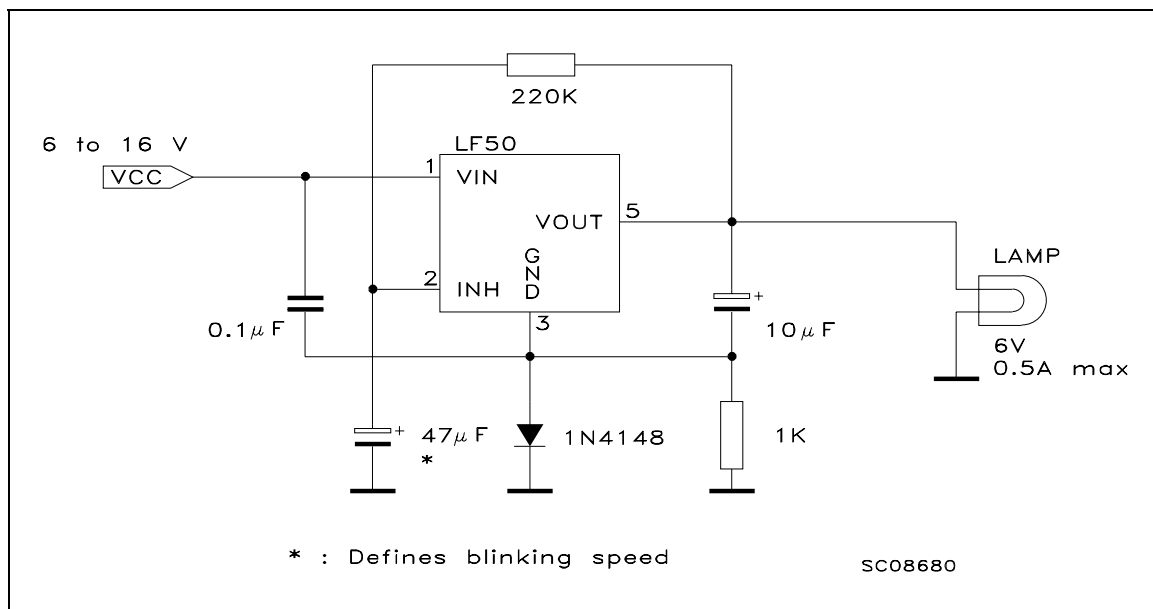 220K
6 to 16 V
VCC
LF50
1
VIN
VOUT
5
GND
2
INH
3
0.1μF
+
10μF
LAMP
6V
0.5A max
+
47μF
*
1N4148
1K
* : Defines blinking speed
SC08680